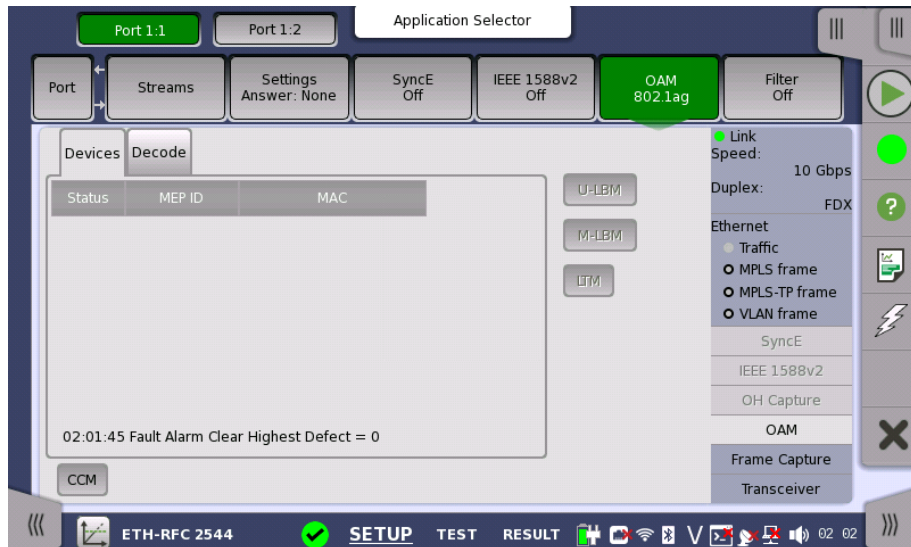 Application Selector
Port 1:1
Port 1:2
Port
Streams
Settings
Answer: None
SyncE
Off
IEEE 1588v2
Off
OAM
802.1ag
Filter
Off
Devices
Decode
Status
MEP ID
MAC
U-LBM
M-LBM
LTM
02:01:45 Fault Alarm Clear Highest Defect = 0
CCM
Link
Speed:
10 Gbps
Duplex:
FDX
Ethernet
Traffic
MPLS frame
MPLS-TP frame
VLAN frame
SyncE
IEEE 1588v2
OH Capture
OAM
Frame Capture
Transceiver
ETH-RFC 2544
SETUP
TEST
RESULT
V
02 02